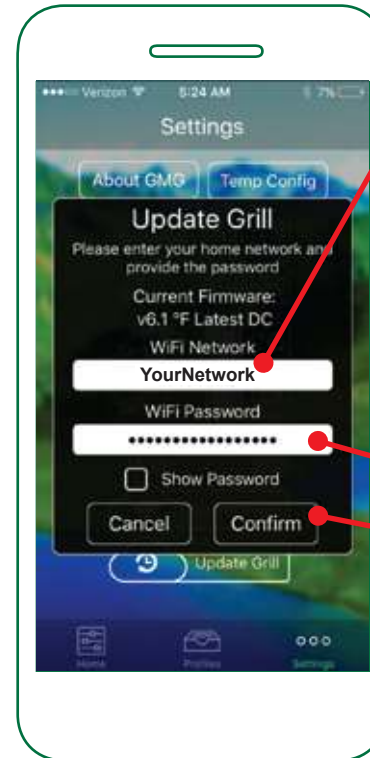 Verizon 5:24 AM 7%
Settings
About GMG Temp Config
Update Grill
Please enter your home network and
provide the password
Current Firmware:
v6.1 °F Latest DC
WiFi Network
YourNetwork
WiFi Password
•••••••••••••••••
Show Password
Cancel Confirm
Update Grill
Home Profiles Settings